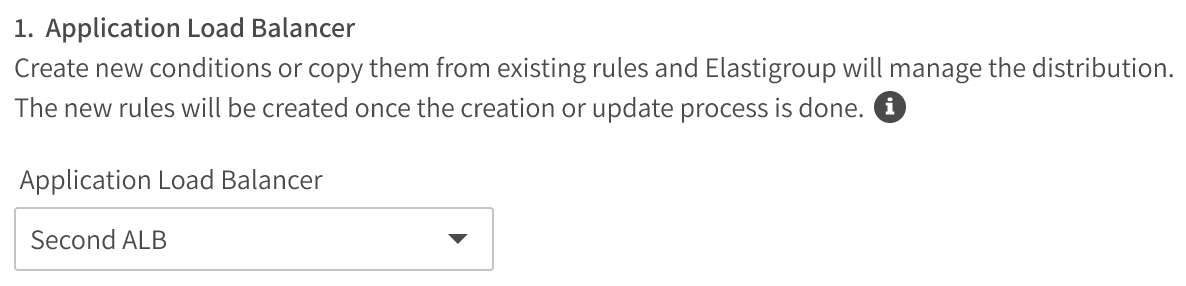 1. Application Load Balancer
Create new conditions or copy them from existing rules and Elastigroup will manage the distribution.
The new rules will be created once the creation or update process is done. i
Application Load Balancer
Second ALB